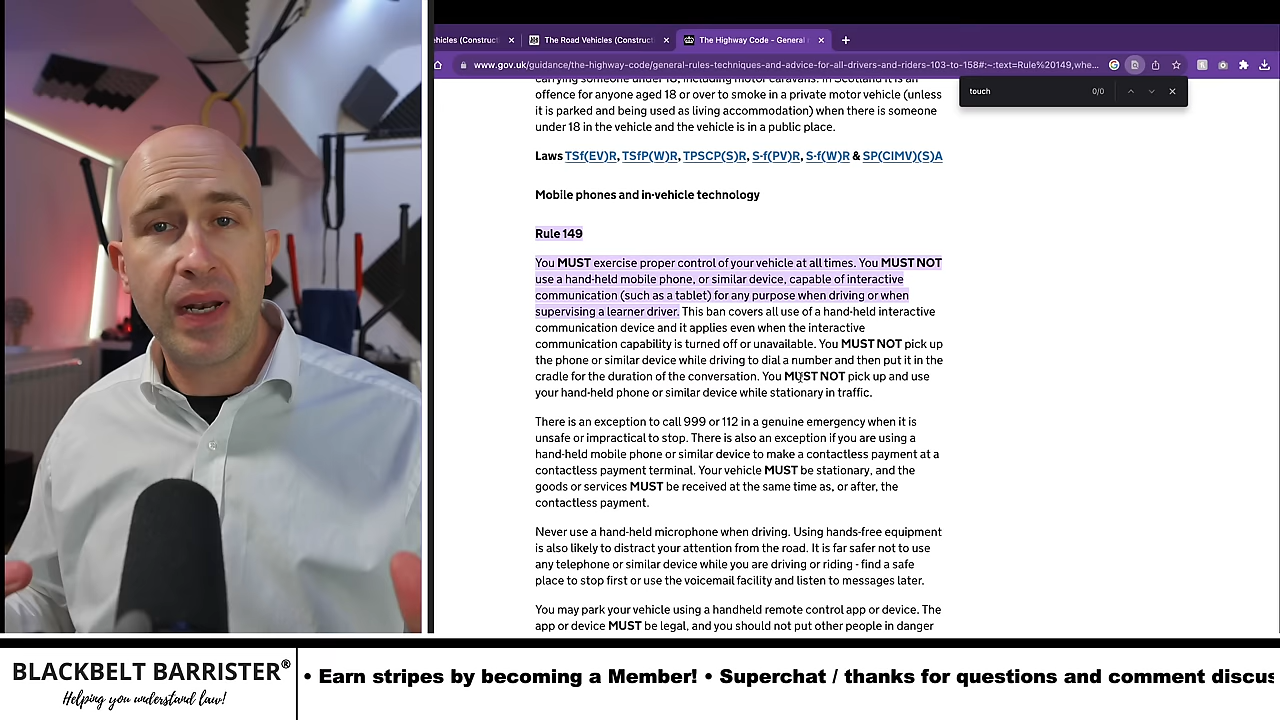 ehicles (Construct
The Road Vehicles (Construct
The Highway Code - General
www.gov.uk/guidance/the-highway-code/general-rules-techniques-and-advice-for-all-drivers-and-riders-103-to-158#:~:text=Rule%20149,whe...
touch
0/0
offence for anyone aged 18 or over to smoke in a private motor vehicle (unless
it is parked and being used as living accommodation) when there is someone
under 18 in the vehicle and the vehicle is in a public place.
Laws TSf(EV)R, TSfP(W)R, TPSCP(S)R, S-f(PV)R, S-f(W)R & SP(CIMV)(S)A
Mobile phones and in-vehicle technology
Rule 149
You MUST exercise proper control of your vehicle at all times. You MUST NOT
use a hand-held mobile phone, or similar device, capable of interactive
communication (such as a tablet) for any purpose when driving or when
supervising a learner driver. This ban covers all use of a hand-held interactive
communication device and it applies even when the interactive
communication capability is turned off or unavailable. You MUST NOT pick up
the phone or similar device while driving to dial a number and then put it in the
cradle for the duration of the conversation. You MUST NOT pick up and use
your hand-held phone or similar device while stationary in traffic.
There is an exception to call 999 or 112 in a genuine emergency when it is
unsafe or impractical to stop. There is also an exception if you are using a
hand-held mobile phone or similar device to make a contactless payment at a
contactless payment terminal. Your vehicle MUST be stationary, and the
goods or services MUST be received at the same time as, or after, the
contactless payment.
Never use a hand-held microphone when driving. Using hands-free equipment
is also likely to distract your attention from the road. It is far safer not to use
any telephone or similar device while you are driving or riding - find a safe
place to stop first or use the voicemail facility and listen to messages later.
You may park your vehicle using a handheld remote control app or device. The
app or device MUST be legal, and you should not put other people in danger
BLACKBELT BARRISTER®
Helping you understand law!
• Earn stripes by becoming a Member! • Superchat / thanks for questions and comment discus